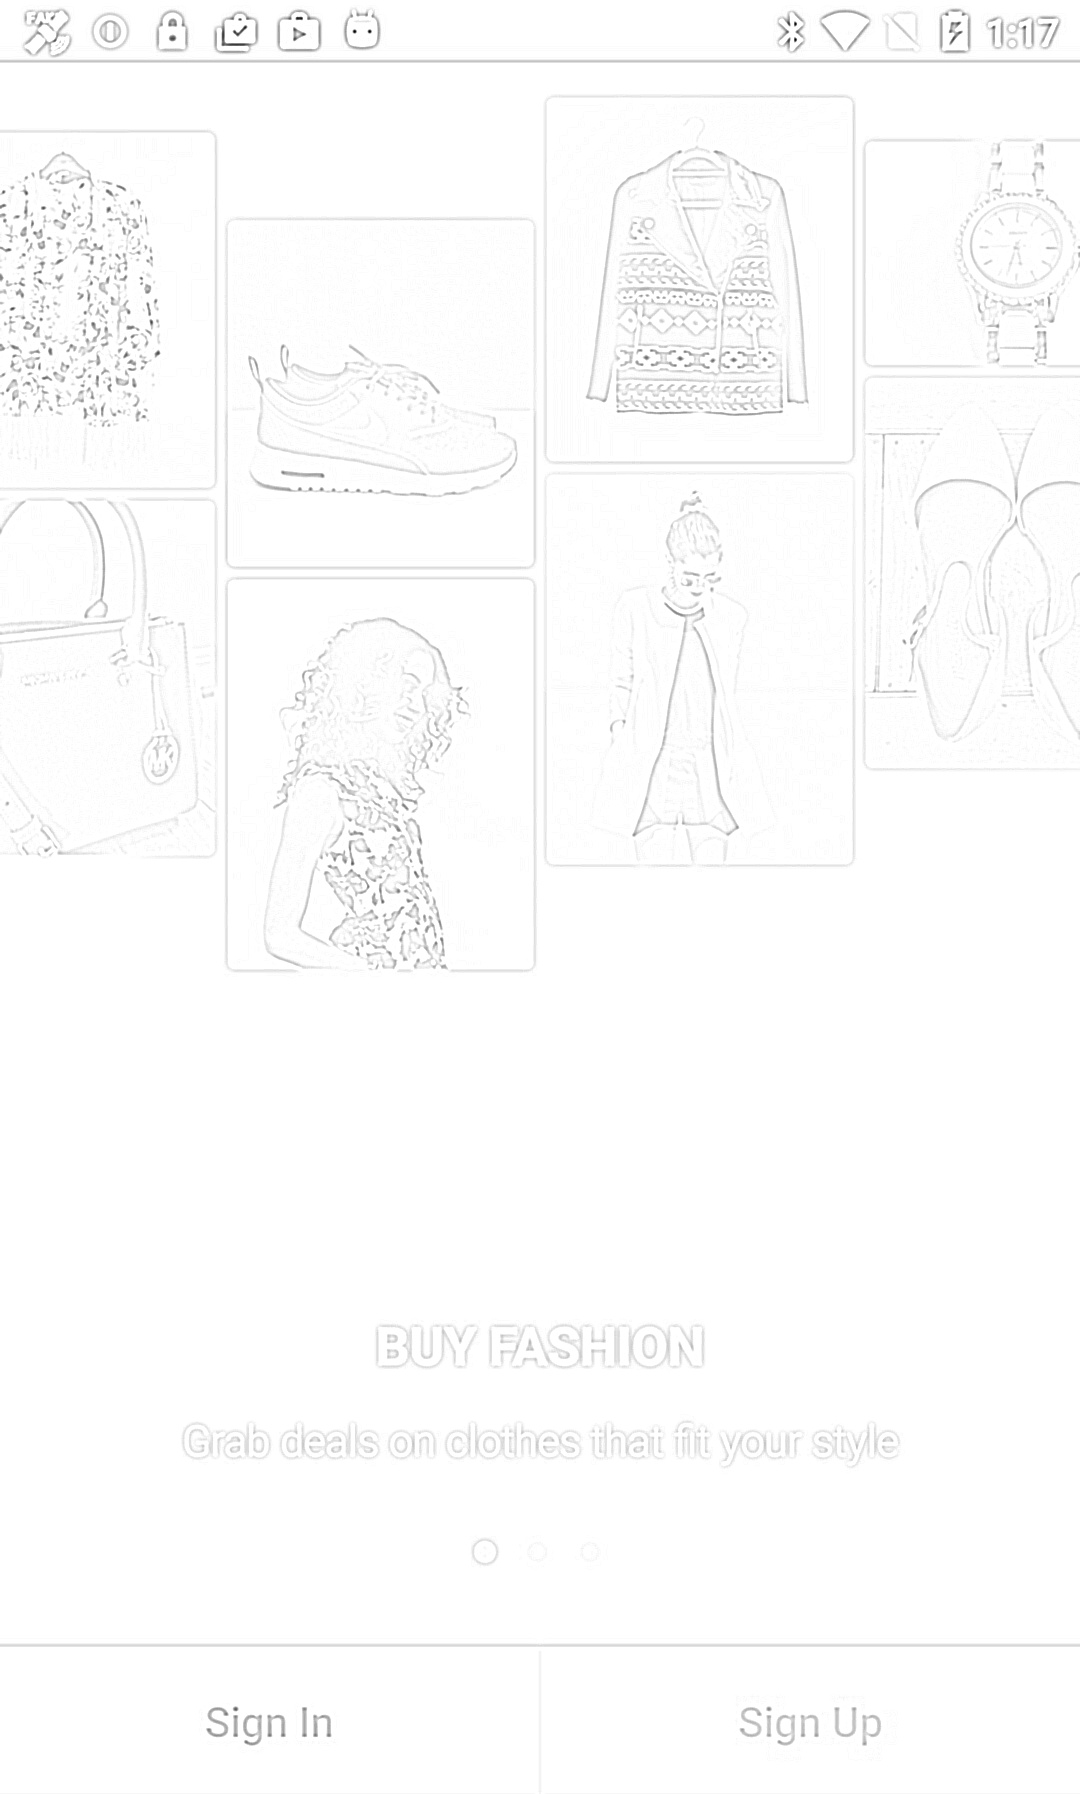 1:17
BUY FASHION
Grab deals on clothes that fit your style
Sign In
Sign Up